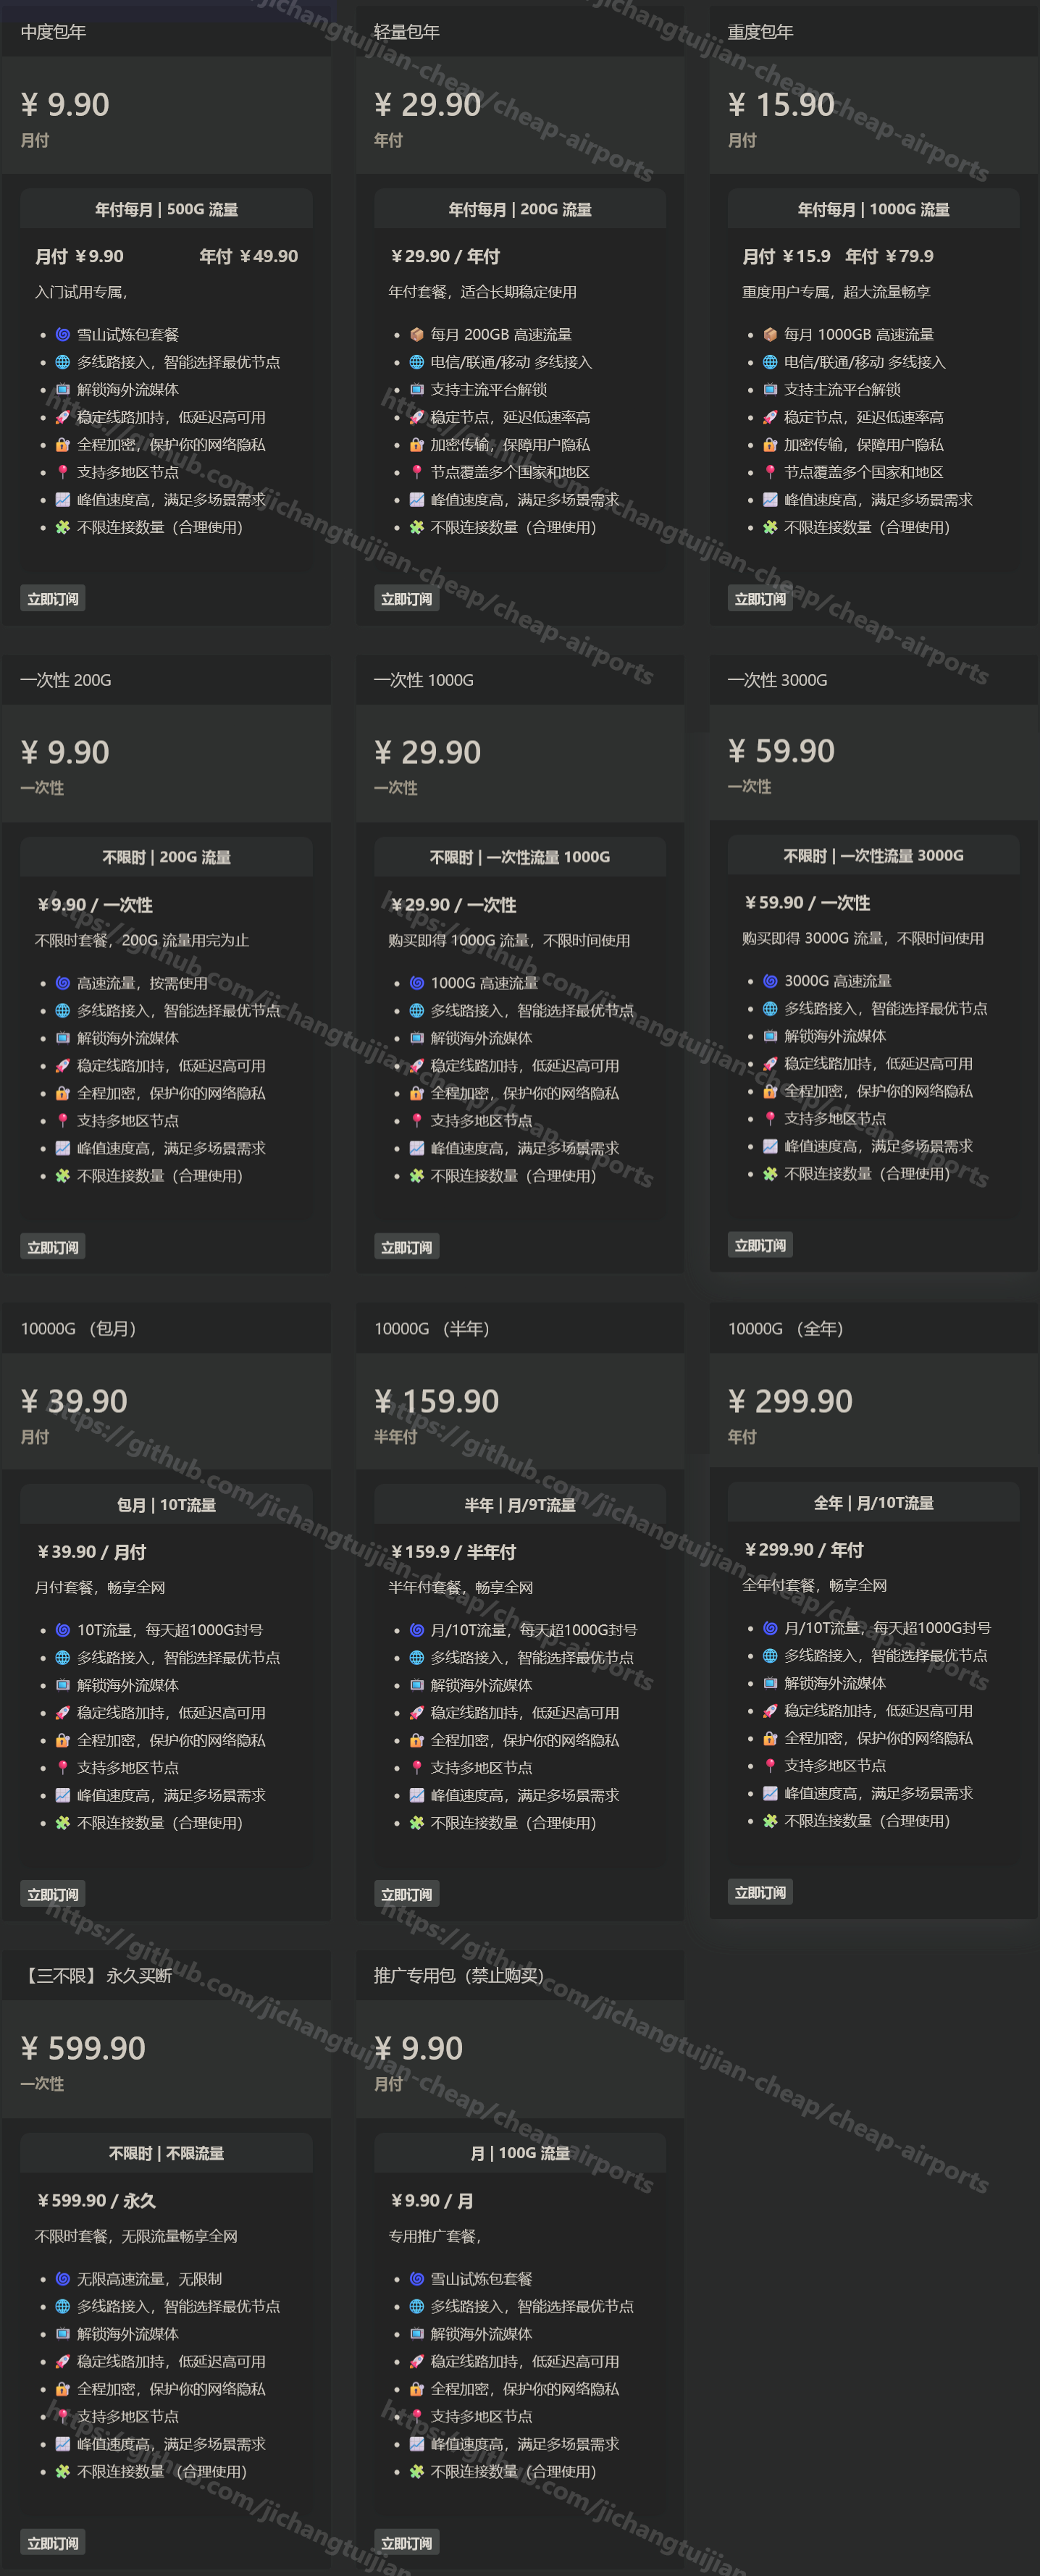 中度包年
¥ 9.90
月付
年付每月 | 500G 流量
月付 ¥9.90 年付 ¥49.90
入门试用专属，
🌀 雪山试炼包套餐
🌐 多线路接入，智能选择最优节点
📺 解锁海外流媒体
🚀 稳定线路加持，低延迟高可用
🔐 全程加密，保护你的网络隐私
📍 支持多地区节点
📈 峰值速度高，满足多场景需求
🧩 不限连接数量（合理使用）
立即订阅
轻量包年
¥ 29.90
年付
年付每月 | 200G 流量
¥29.90 / 年付
年付套餐，适合长期稳定使用
📦 每月 200GB 高速流量
🌐 电信/联通/移动 多线接入
📺 支持主流平台解锁
🚀 稳定节点，延迟低速率高
🔐 加密传输，保障用户隐私
📍 节点覆盖多个国家和地区
📈 峰值速度高，满足多场景需求
🧩 不限连接数量（合理使用）
立即订阅
重度包年
¥ 15.90
月付
年付每月 | 1000G 流量
月付 ¥15.9 年付 ¥79.9
重度用户专属，超大流量畅享
📦 每月 1000GB 高速流量
🌐 电信/联通/移动 多线接入
📺 支持主流平台解锁
🚀 稳定节点，延迟低速率高
🔐 加密传输，保障用户隐私
📍 节点覆盖多个国家和地区
📈 峰值速度高，满足多场景需求
🧩 不限连接数量（合理使用）
立即订阅
一次性 200G
¥ 9.90
一次性
不限时 | 200G 流量
¥9.90 / 一次性
不限时套餐，200G 流量用完为止
🌀 高速流量，按需使用
🌐 多线路接入，智能选择最优节点
📺 解锁海外流媒体
🚀 稳定线路加持，低延迟高可用
🔐 全程加密，保护你的网络隐私
📍 支持多地区节点
📈 峰值速度高，满足多场景需求
🧩 不限连接数量（合理使用）
立即订阅
一次性 1000G
¥ 29.90
一次性
不限时 | 一次性流量 1000G
¥29.90 / 一次性
购买即得 1000G 流量，不限时间使用
🌀 1000G 高速流量
🌐 多线路接入，智能选择最优节点
📺 解锁海外流媒体
🚀 稳定线路加持，低延迟高可用
🔐 全程加密，保护你的网络隐私
📍 支持多地区节点
📈 峰值速度高，满足多场景需求
🧩 不限连接数量（合理使用）
立即订阅
一次性 3000G
¥ 59.90
一次性
不限时 | 一次性流量 3000G
¥59.90 / 一次性
购买即得 3000G 流量，不限时间使用
🌀 3000G 高速流量
🌐 多线路接入，智能选择最优节点
📺 解锁海外流媒体
🚀 稳定线路加持，低延迟高可用
🔐 全程加密，保护你的网络隐私
📍 支持多地区节点
📈 峰值速度高，满足多场景需求
🧩 不限连接数量（合理使用）
立即订阅
10000G （包月）
¥ 39.90
月付
包月 | 10T流量
¥39.90 / 月付
月付套餐，畅享全网
🌀 10T流量，每天超1000G封号
🌐 多线路接入，智能选择最优节点
📺 解锁海外流媒体
🚀 稳定线路加持，低延迟高可用
🔐 全程加密，保护你的网络隐私
📍 支持多地区节点
📈 峰值速度高，满足多场景需求
🧩 不限连接数量（合理使用）
立即订阅
10000G （半年）
¥ 159.90
半年付
半年 | 月/9T流量
¥159.9 / 半年付
半年付套餐，畅享全网
🌀 月/10T流量，每天超1000G封号
🌐 多线路接入，智能选择最优节点
📺 解锁海外流媒体
🚀 稳定线路加持，低延迟高可用
🔐 全程加密，保护你的网络隐私
📍 支持多地区节点
📈 峰值速度高，满足多场景需求
🧩 不限连接数量（合理使用）
立即订阅
10000G （全年）
¥ 299.90
年付
全年 | 月/10T流量
¥299.90 / 年付
全年付套餐，畅享全网
🌀 月/10T流量，每天超1000G封号
🌐 多线路接入，智能选择最优节点
📺 解锁海外流媒体
🚀 稳定线路加持，低延迟高可用
🔐 全程加密，保护你的网络隐私
📍 支持多地区节点
📈 峰值速度高，满足多场景需求
🧩 不限连接数量（合理使用）
立即订阅
【三不限】 永久买断
¥ 599.90
一次性
不限时 | 不限流量
¥599.90 / 永久
不限时套餐，无限流量畅享全网
🌀 无限高速流量，无限制
🌐 多线路接入，智能选择最优节点
📺 解锁海外流媒体
🚀 稳定线路加持，低延迟高可用
🔐 全程加密，保护你的网络隐私
📍 支持多地区节点
📈 峰值速度高，满足多场景需求
🧩 不限连接数量 （合理使用）
立即订阅
推广专用包（禁止购买）
¥ 9.90
月付
月 | 100G 流量
¥9.90 / 月
专用推广套餐，
🌀 雪山试炼包套餐
🌐 多线路接入，智能选择最优节点
📺 解锁海外流媒体
🚀 稳定线路加持，低延迟高可用
🔐 全程加密，保护你的网络隐私
📍 支持多地区节点
📈 峰值速度高，满足多场景需求
🧩 不限连接数量（合理使用）
立即订阅
https://github.com/jichangtuijian-cheap/cheap-airports